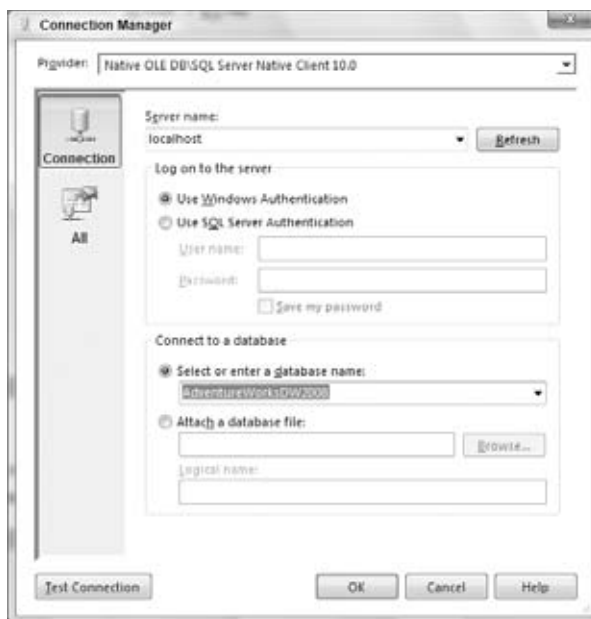 Connection Manager
Provider: Native OLE DB\SQL Server Native Client 10.0
Connection
All
Server name:
localhost
Refresh
Log on to the server
Use Windows Authentication
Use SQL Server Authentication
User name:
Password:
Save my password
Connect to a database
Select or enter a database name:
AdventureWorksDW2008
Attach a database file:
Browse...
Logical name:
Test Connection
OK
Cancel
Help